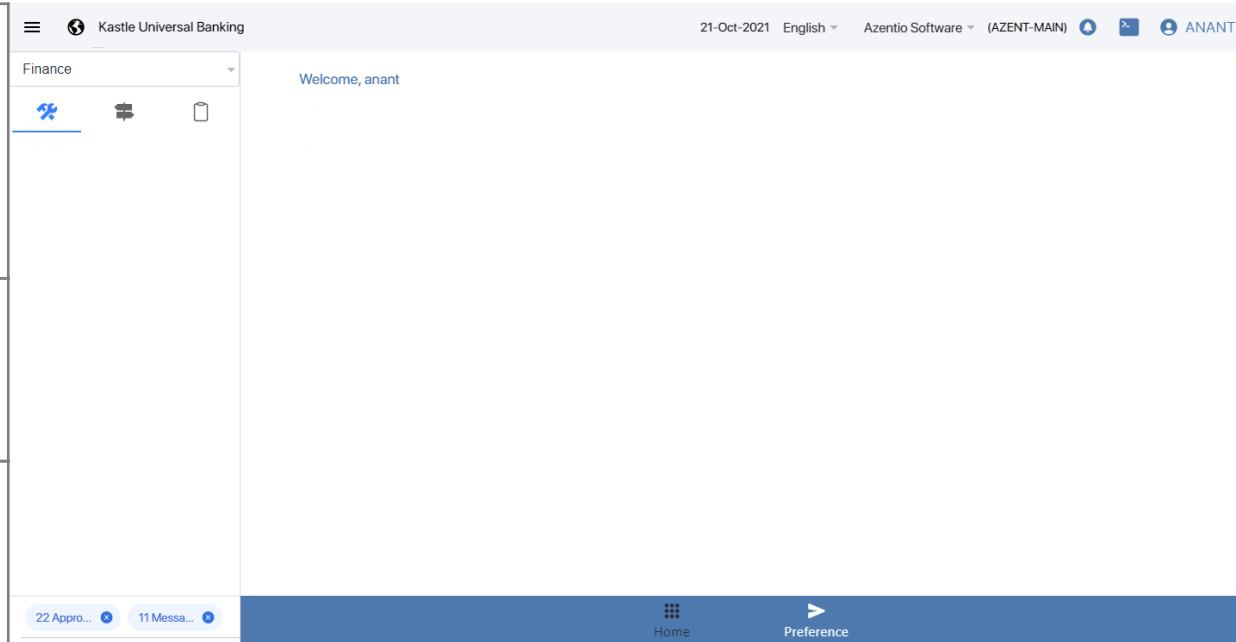 Kastle Universal Banking 21-Oct-2021 English Azentio Software (AZENT-MAIN) ANANT
Finance
Welcome, anant
22 Appro... 11 Messa...
Home Preference